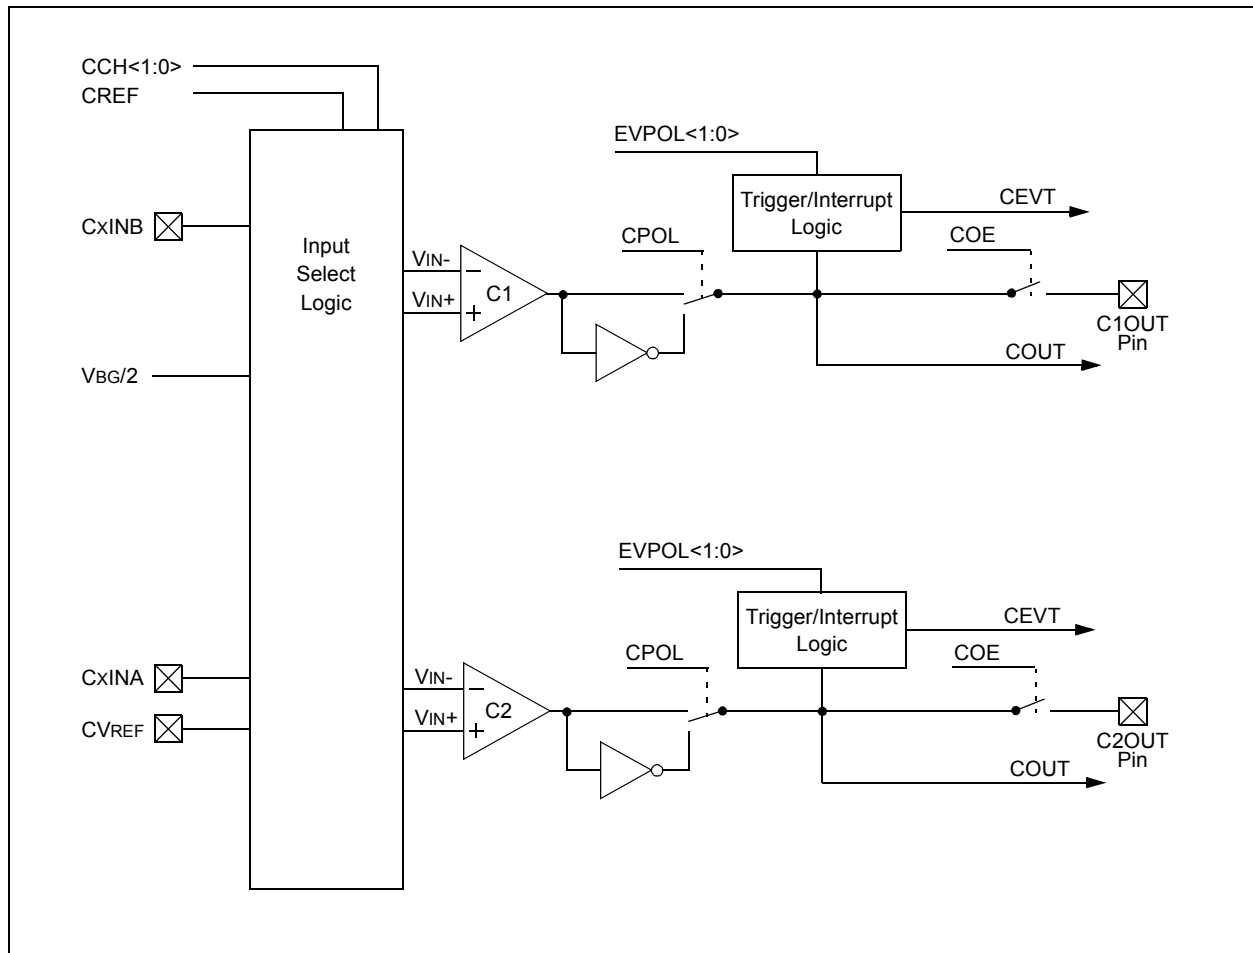 CCH<1:0>
CREF
CxINB
VBG/2
CxINA
CVREF
Input
Select
Logic
EVPOL<1:0>
Trigger/Interrupt
Logic
CEVT
CPOL
COE
VIN-
VIN+
−
+
C1
C1OUT
Pin
COUT
EVPOL<1:0>
Trigger/Interrupt
Logic
CEVT
CPOL
COE
VIN-
VIN+
−
+
C2
C2OUT
Pin
COUT